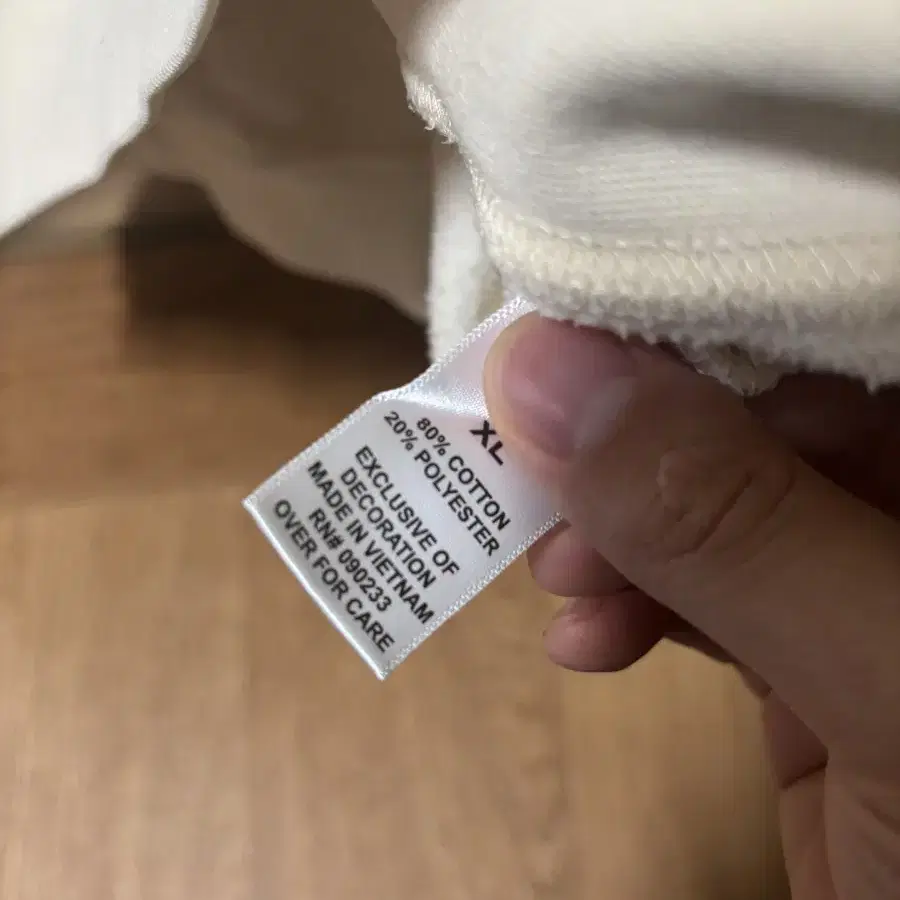 XL
80% COTTON
20% POLYESTER
EXCLUSIVE OF
DECORATION
MADE IN VIETNAM
RN# 090233
OVER FOR CARE